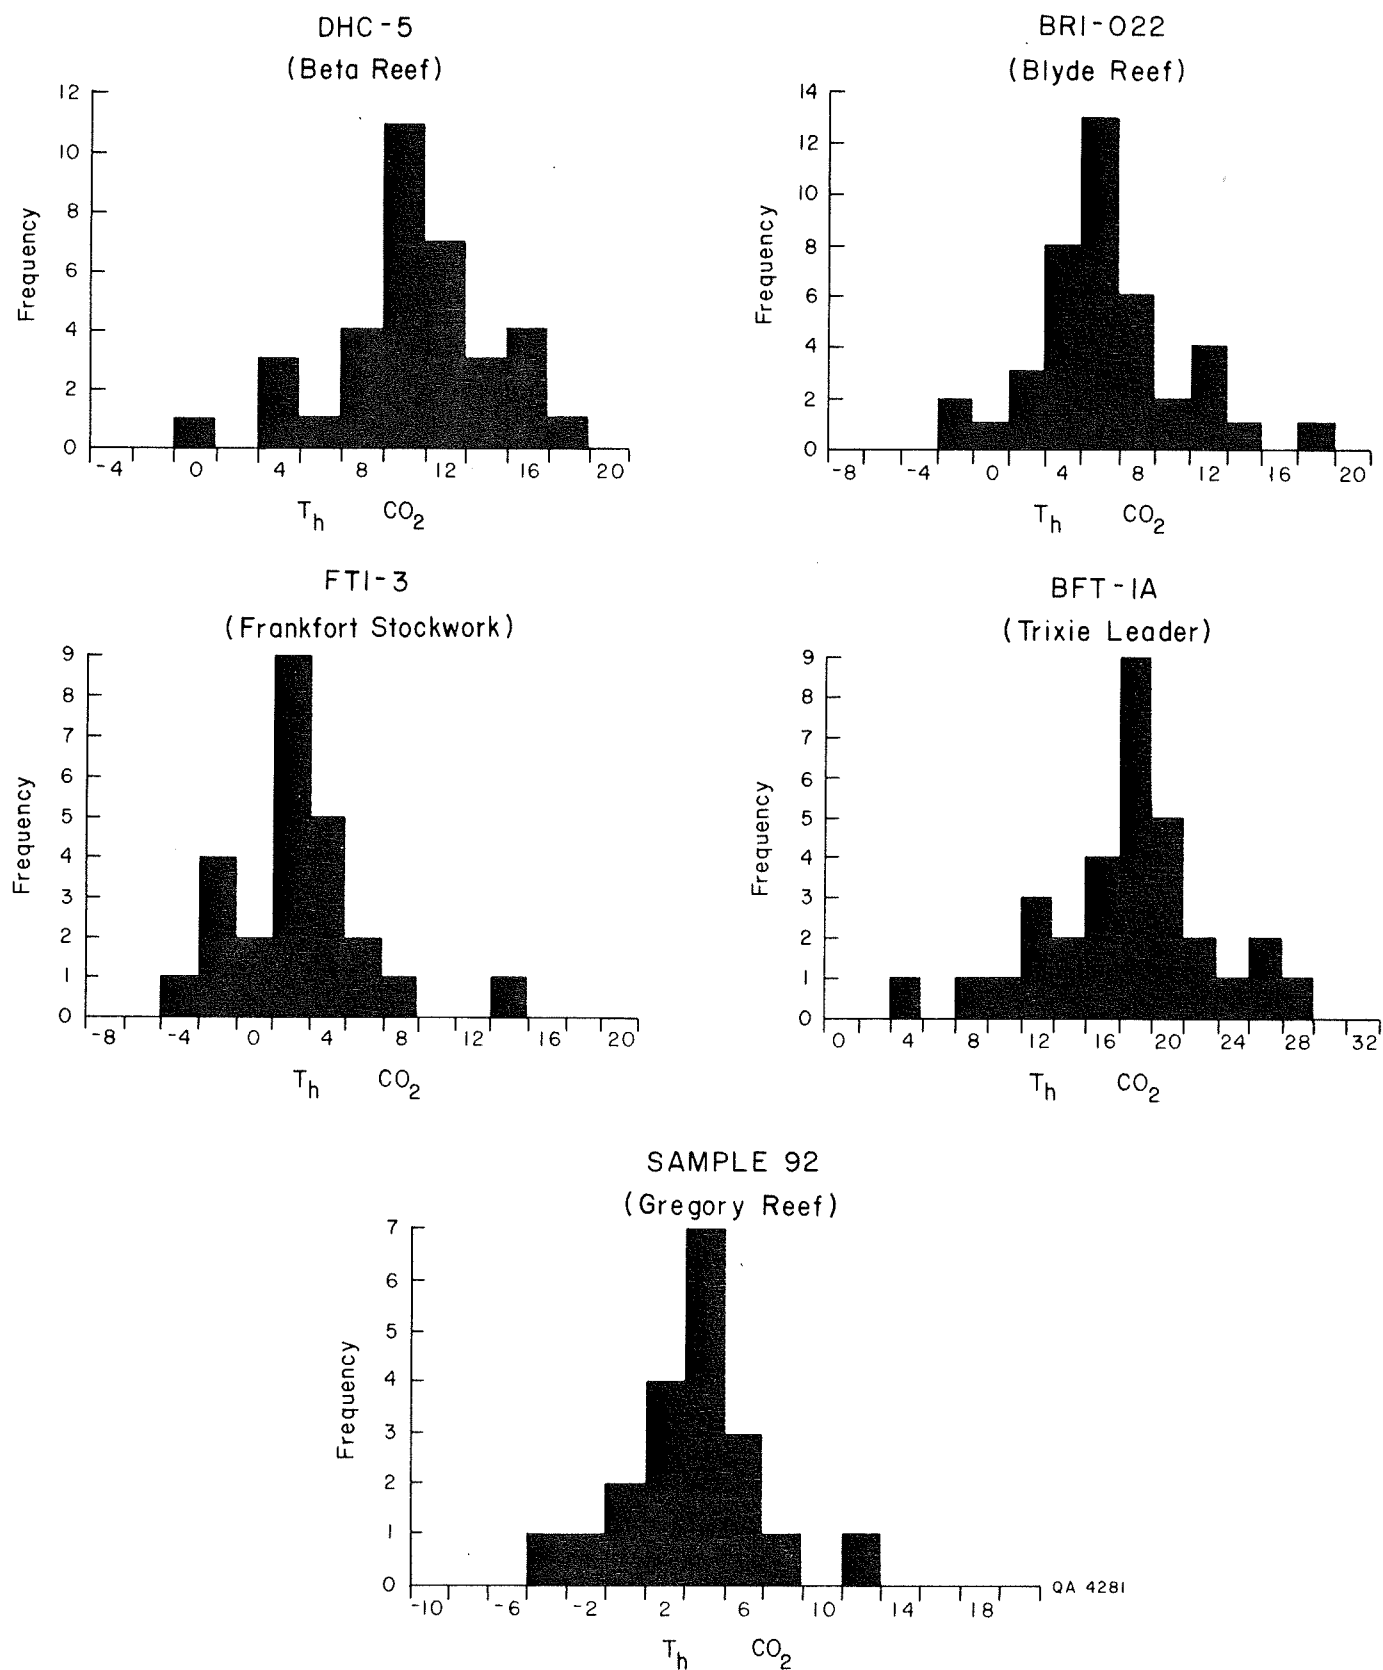 DHC-5
(Beta Reef)
12
10
8
6
4
2
0
Frequency
-4 0 4 8 12 16 20
Th CO2
BRI-022
(Blyde Reef)
14
12
10
8
6
4
2
0
Frequency
-8 -4 0 4 8 12 16 20
Th CO2
FTI-3
(Frankfort Stockwork)
9
8
7
6
5
4
3
2
1
0
Frequency
-8 -4 0 4 8 12 16 20
Th CO2
BFT-1A
(Trixie Leader)
9
8
7
6
5
4
3
2
1
0
Frequency
0 4 8 12 16 20 24 28 32
Th CO2
SAMPLE 92
(Gregory Reef)
7
6
5
4
3
2
1
0
Frequency
-10 -6 -2 2 6 10 14 18
QA 4281
Th CO2